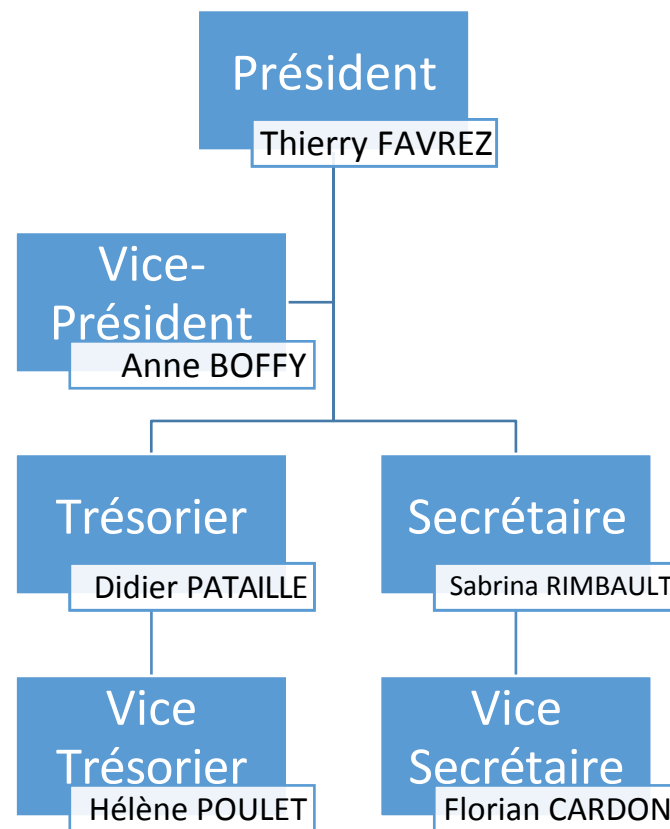 Président
Thierry FAVREZ
Vice-
Président
Anne BOFFY
Trésorier
Didier PATAILLE
Secrétaire
Sabrina RIMBAULT
Vice
Trésorier
Hélène POULET
Vice
Secrétaire
Florian CARDON